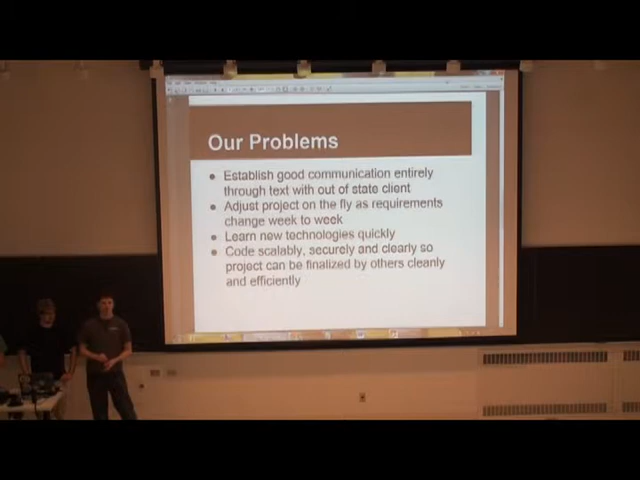 Our Problems
Establish good communication entirely
through text with out of state client
Adjust project on the fly as requirements
change week to week
Learn new technologies quickly
Code scalably, securely and clearly so
project can be finalized by others cleanly
and efficiently